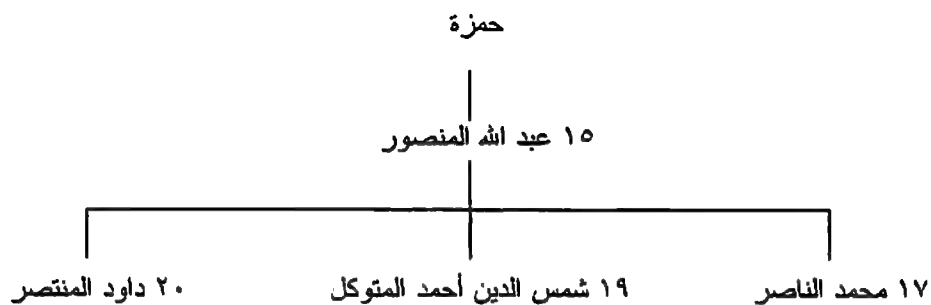 حمزة
١٥ عبد الله المنصور
١٧ محمد الناصر ١٩ شمس الدين أحمد المتوكل ٢٠ داود المنتصر